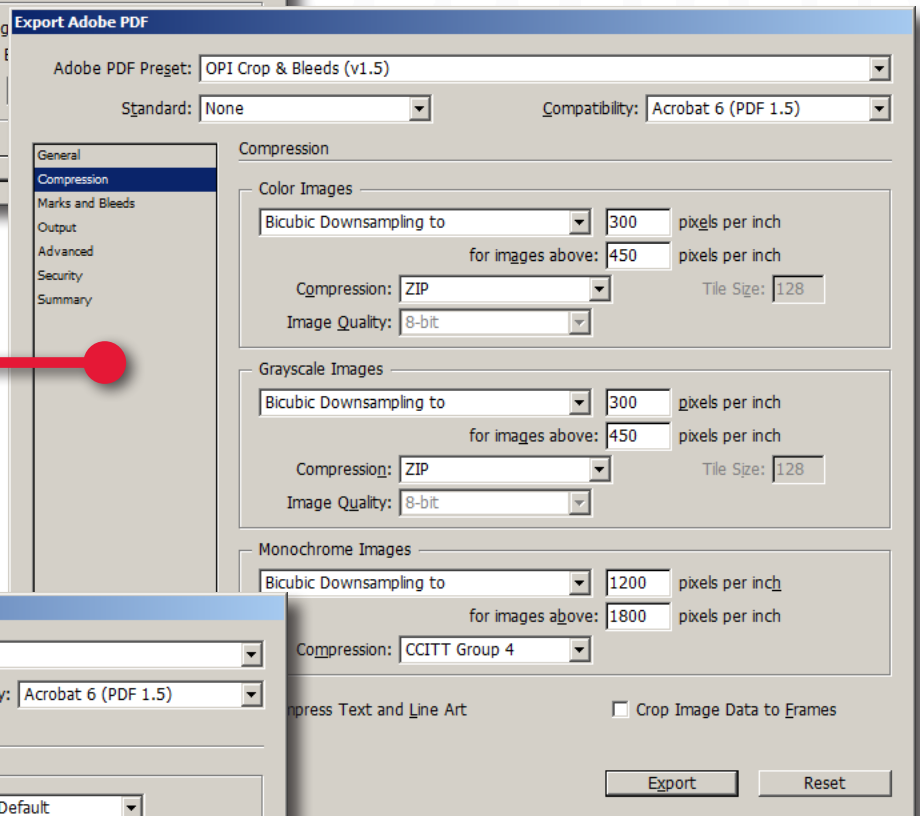 Export Adobe PDF
Adobe PDF Preset: OPI Crop & Bleeds (v1.5)
Standard: None Compatibility: Acrobat 6 (PDF 1.5)
General
Compression
Marks and Bleeds
Output
Advanced
Security
Summary
Compression
Color Images
Bicubic Downsampling to 300 pixels per inch
for images above: 450 pixels per inch
Compression: ZIP Tile Size: 128
Image Quality: 8-bit
Grayscale Images
Bicubic Downsampling to 300 pixels per inch
for images above: 450 pixels per inch
Compression: ZIP Tile Size: 128
Image Quality: 8-bit
Monochrome Images
Bicubic Downsampling to 1200 pixels per inch
for images above: 1800 pixels per inch
Compression: CCITT Group 4
Text and Line Art Crop Image Data to Frames
Export Reset
Acrobat 6 (PDF 1.5)
Default